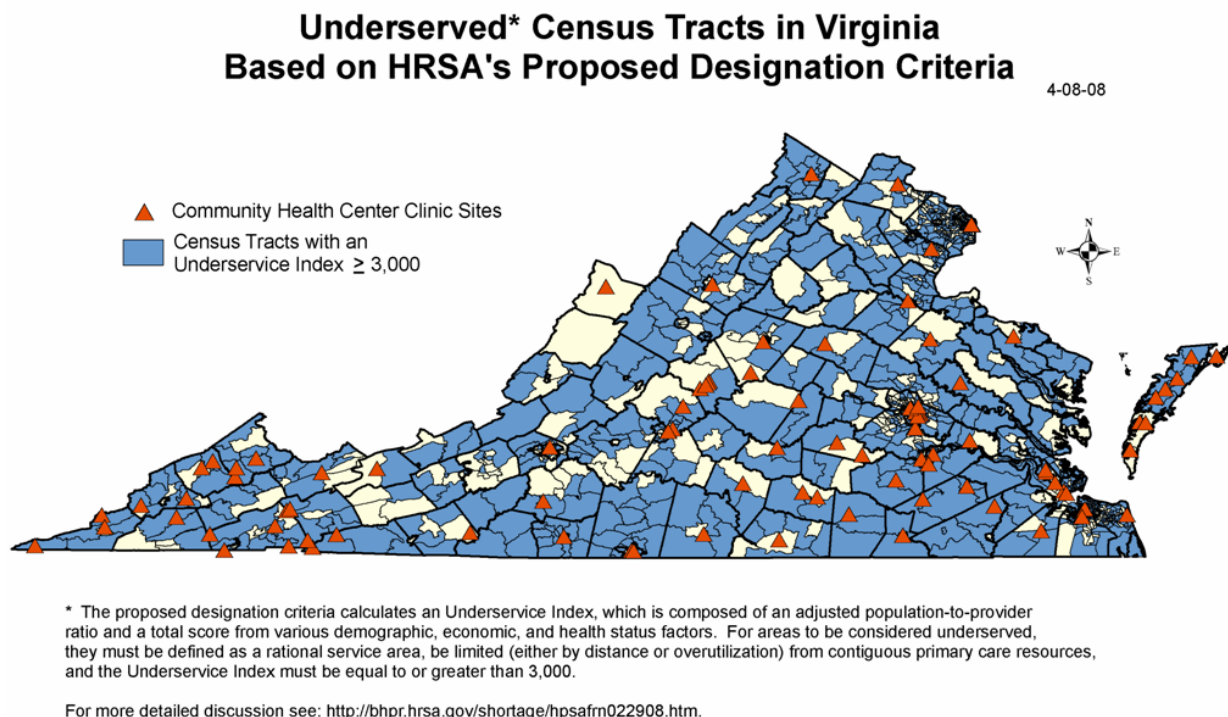 Underserved* Census Tracts in Virginia
Based on HRSA's Proposed Designation Criteria
4-08-08
Community Health Center Clinic Sites
Census Tracts with an
Underservice Index ≥ 3,000
N
W E
S
* The proposed designation criteria calculates an Underservice Index, which is composed of an adjusted population-to-provider
ratio and a total score from various demographic, economic, and health status factors. For areas to be considered underserved,
they must be defined as a rational service area, be limited (either by distance or overutilization) from contiguous primary care resources,
and the Underservice Index must be equal to or greater than 3,000.
For more detailed discussion see: http://bhpr.hrsa.gov/shortage/hpsafrn022908.htm.